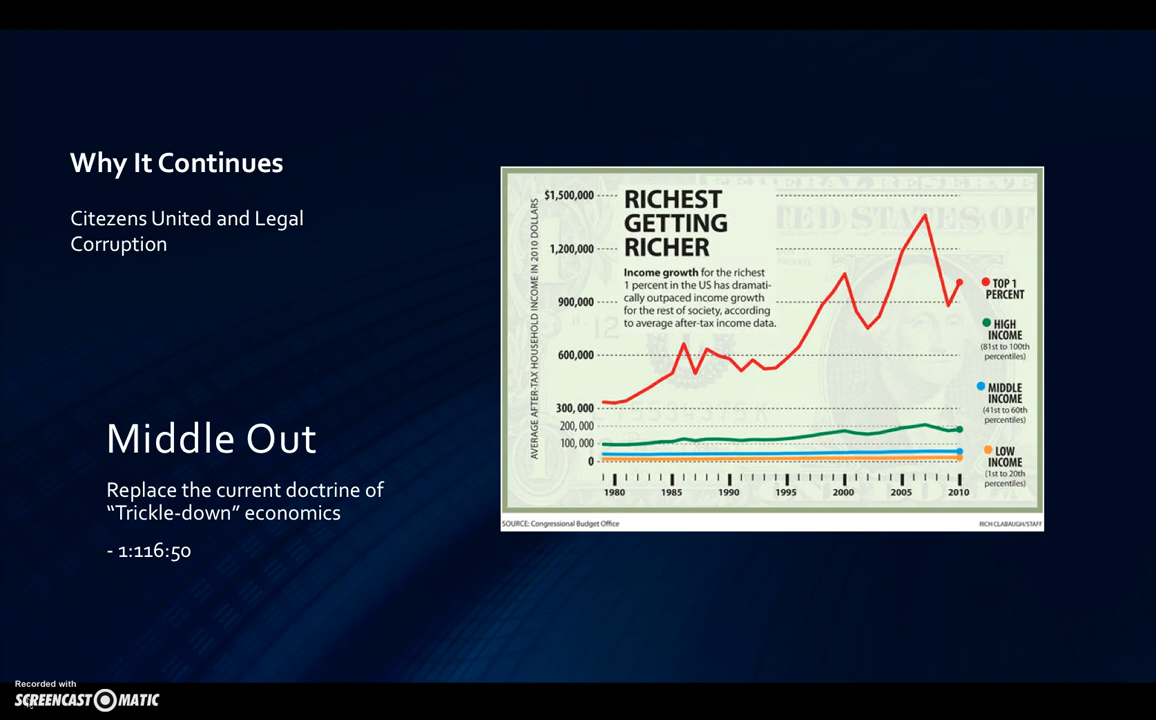 Why It Continues
Citezens United and Legal
Corruption
Middle Out
Replace the current doctrine of
“Trickle-down” economics
- 1:116:50
RICHEST
GETTING
RICHER
Income growth for the richest
1 percent in the US has dramati-
cally outpaced income growth
for the rest of society, according
to average after-tax income data.
AVERAGE AFTER-TAX HOUSEHOLD INCOME IN 2010 DOLLARS
$1,500,000
1,200,000
900,000
600,000
300, 000
200, 000
100, 000
0
1980 1985 1990 1995 2000 2005 2010
TOP 1
PERCENT
HIGH
INCOME
(81st to 100th
percentiles)
MIDDLE
INCOME
(41st to 60th
percentiles)
LOW
INCOME
(1st to 20th
percentiles)
SOURCE: Congressional Budget Office
RICH CLABAUGH/STAFF
Recorded with
SCREENCAST MATIC